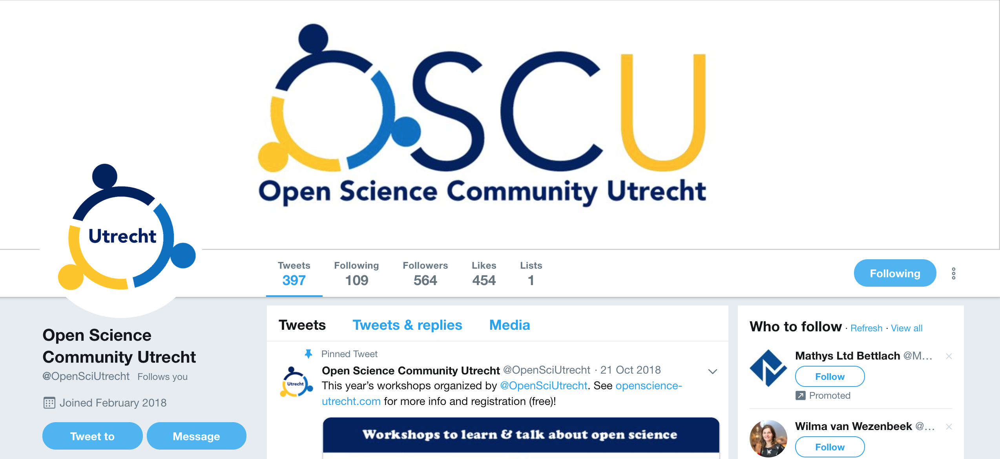 OSCU
Open Science Community Utrecht
Utrecht
Tweets
397
Following
109
Followers
564
Likes
454
Lists
1
Following
Open Science
Community Utrecht
@OpenSciUtrecht Follows you
Joined February 2018
Tweet to
Message
Tweets Tweets & replies Media
Pinned Tweet
Utrecht
Open Science Community Utrecht @OpenSciUtrecht · 21 Oct 2018
This year’s workshops organized by @OpenSciUtrecht. See openscience-
utrecht.com for more info and registration (free)!
Workshops to learn & talk about open science
Who to follow · Refresh · View all
Mathys Ltd Bettlach @M...
Follow
Promoted
Wilma van Wezenbeek @...
Follow